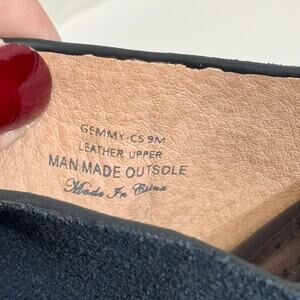 GEMMY-CS 9M
LEATHER UPPER
MAN MADE OUTSOLE
Made In China